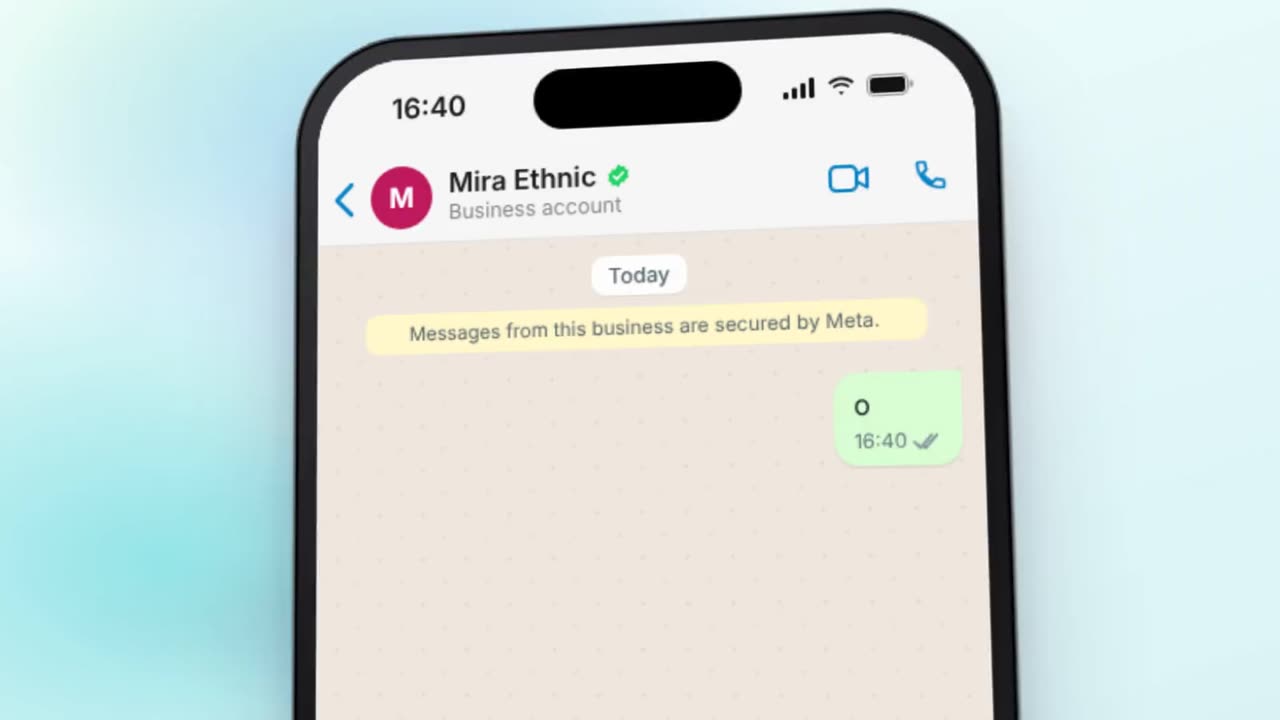 16:40
M
Mira Ethnic
Business account
Today
Messages from this business are secured by Meta.
o
16:40